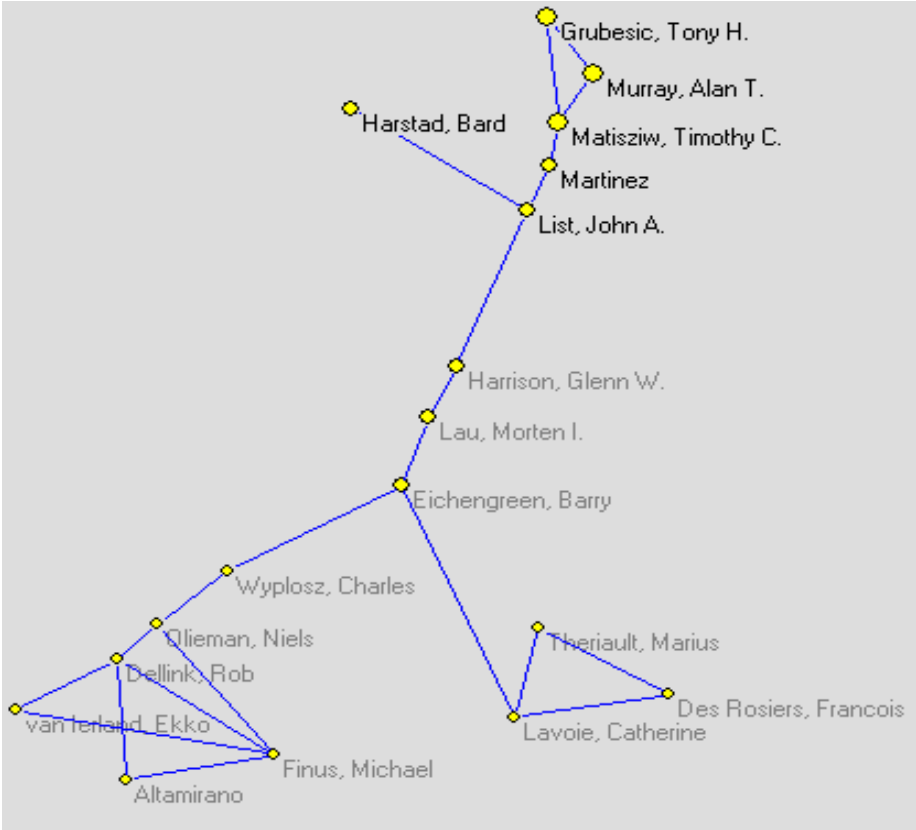 Grubesic, Tony H.
Murray, Alan T.
Harstad, Bard
Matisziw, Timothy C.
Martinez
List, John A.
Harrison, Glenn W.
Lau, Morten I.
Eichengreen, Barry
Wyplosz, Charles
Olieman, Niels
Theriault, Marius
Dellink, Rob
Des Rosiers, Francois
van Ierland, Ekko
Lavoie, Catherine
Finus, Michael
Altamirano